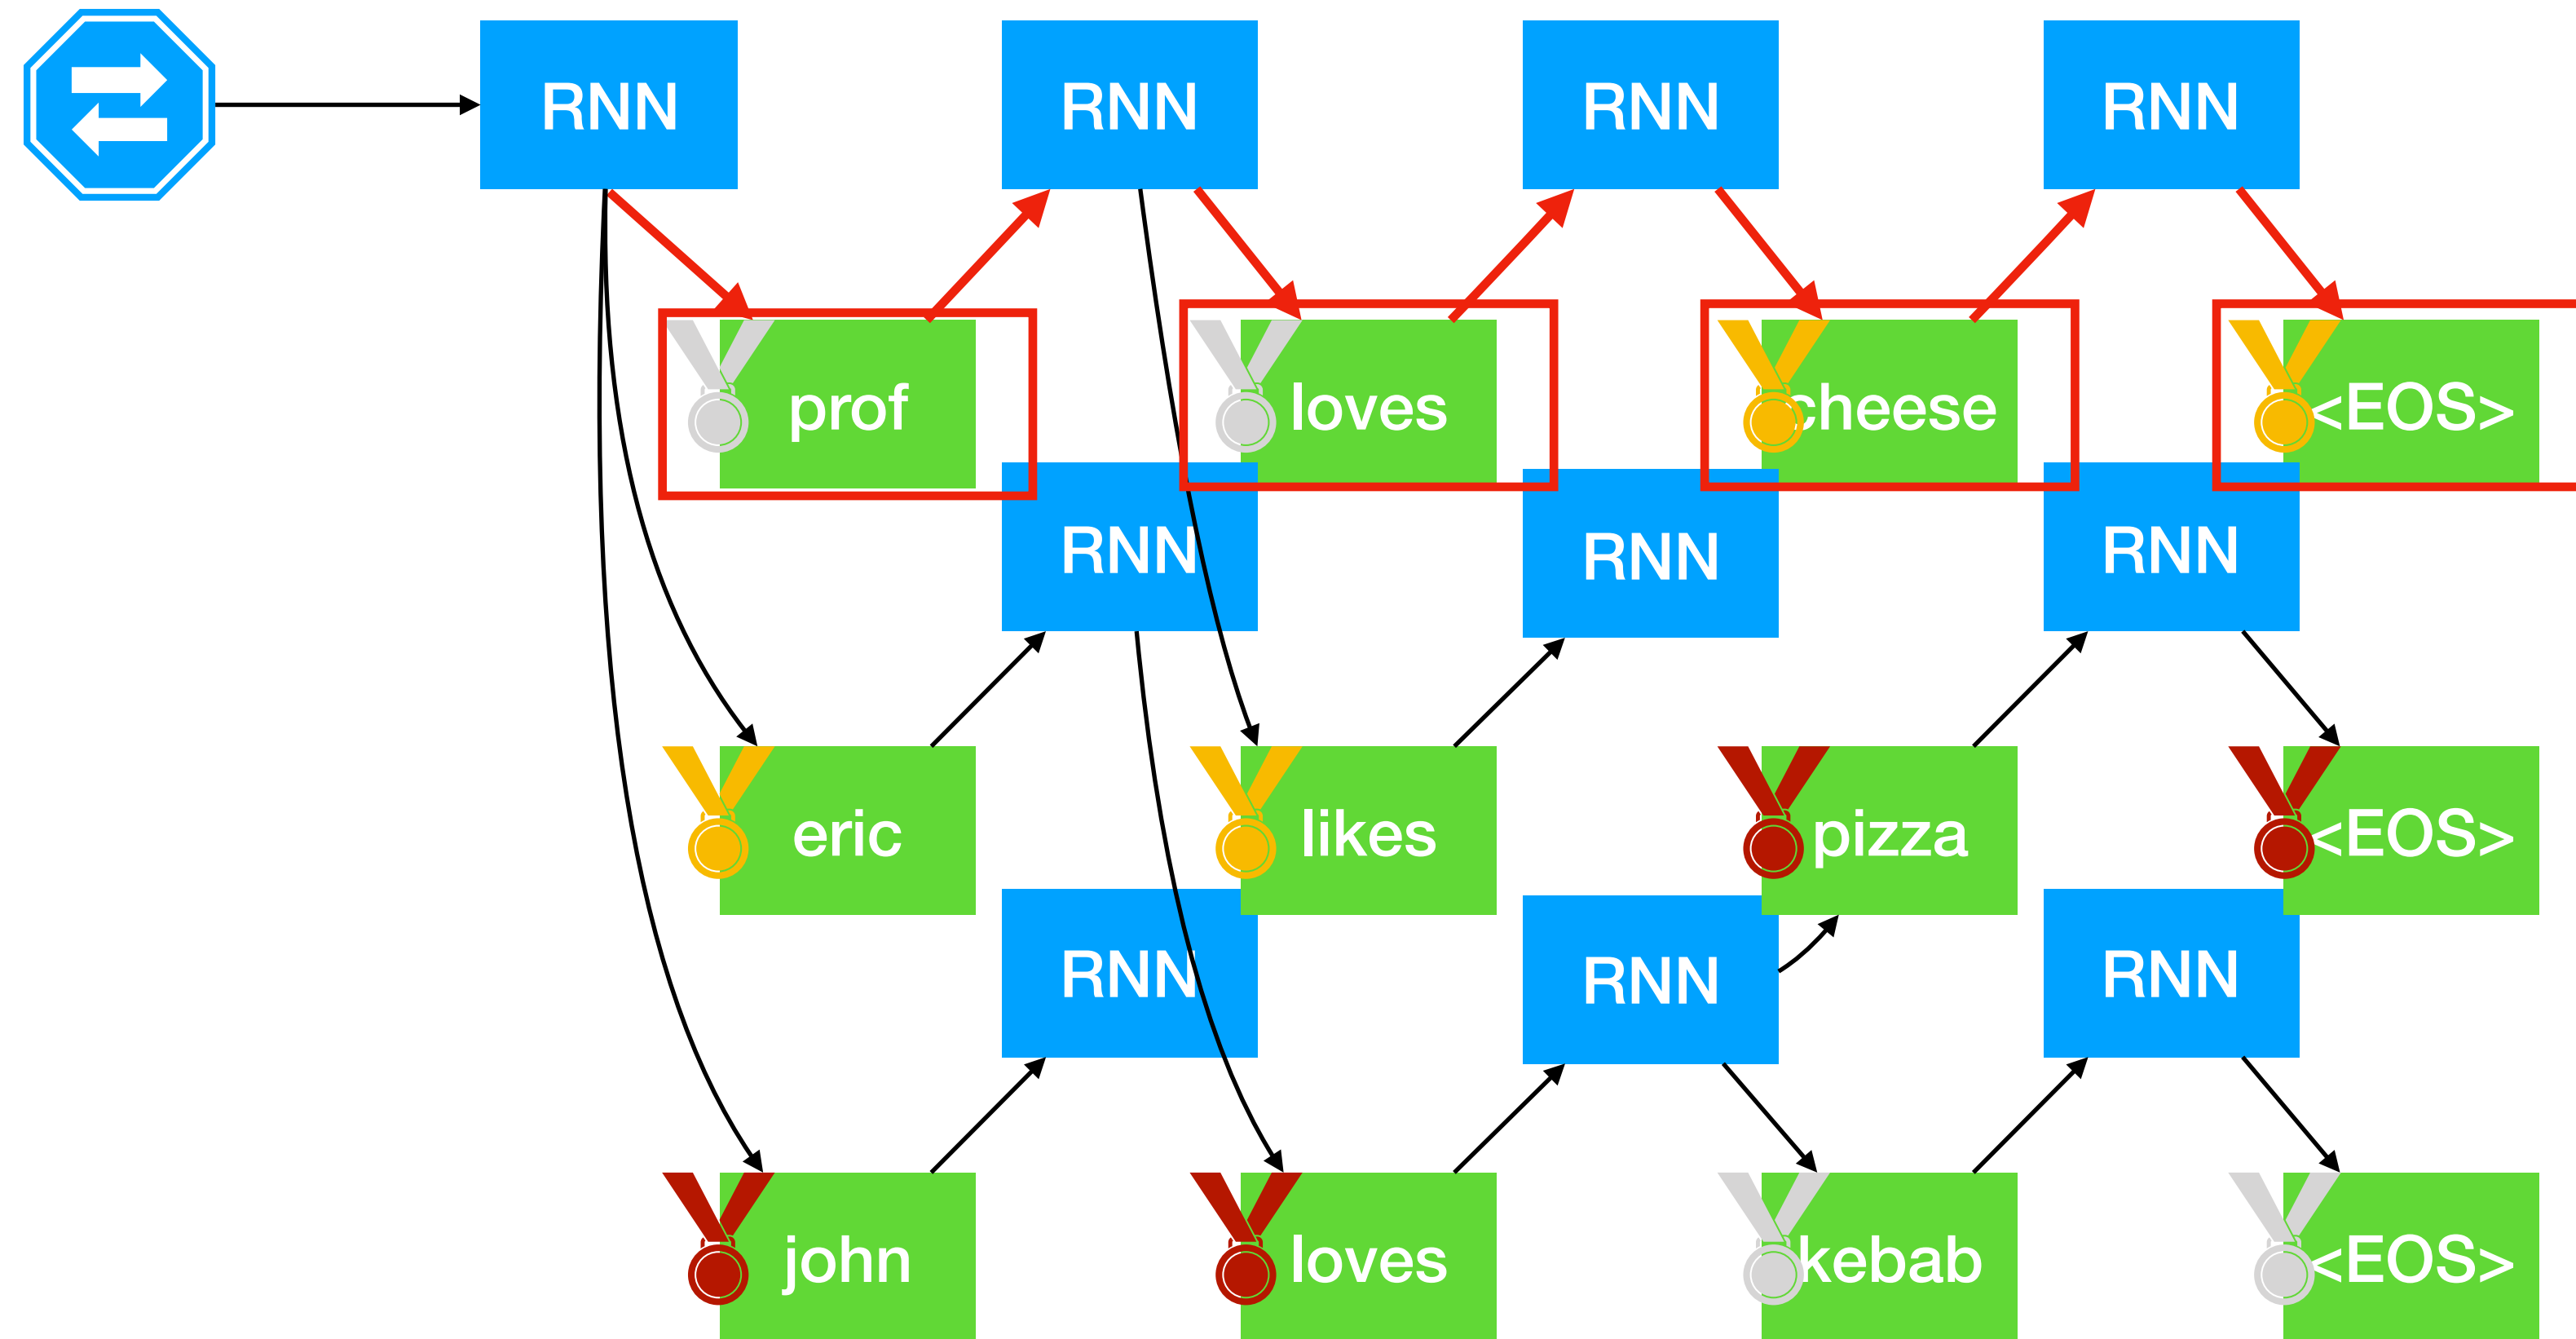 RNN RNN RNN RNN
prof loves cheese <EOS>
RNN RNN RNN
eric likes pizza <EOS>
RNN RNN RNN
john loves kebab <EOS>